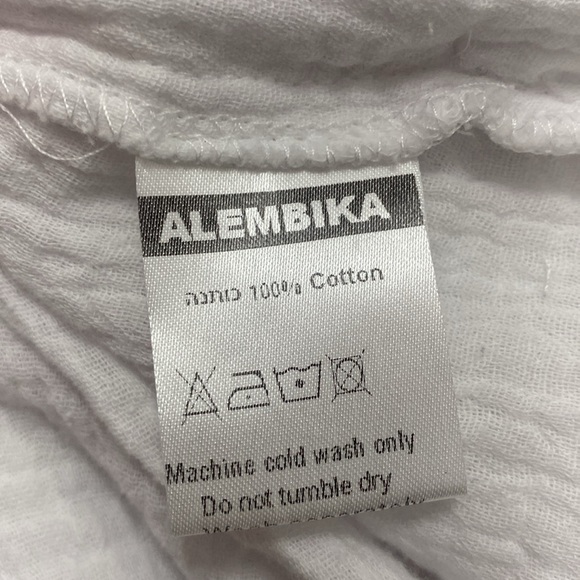 ALEMBIKA
כותנה 100% Cotton
Machine cold wash only
Do not tumble dry